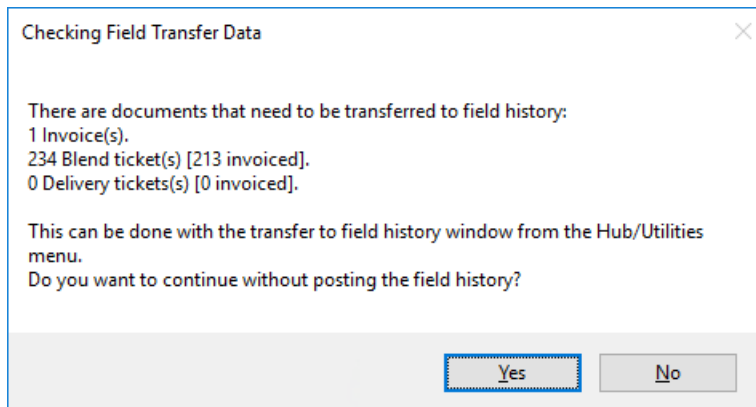 Checking Field Transfer Data
There are documents that need to be transferred to field history:
1 Invoice(s).
234 Blend ticket(s) [213 invoiced].
0 Delivery tickets(s) [0 invoiced].
This can be done with the transfer to field history window from the Hub/Utilities
menu.
Do you want to continue without posting the field history?
Yes
No